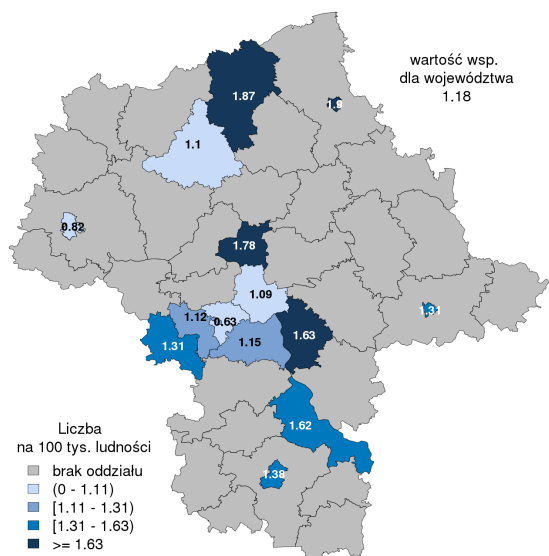 wartość wsp.
dla województwa
1.18
1.87
1.9
1.1
0.82
1.78
1.09
1.12
0.63
1.31
1.31
1.15
1.63
1.62
1.38
Liczba
na 100 tys. ludności
brak oddziału
(0 - 1.11)
[1.11 - 1.31)
[1.31 - 1.63)
>= 1.63